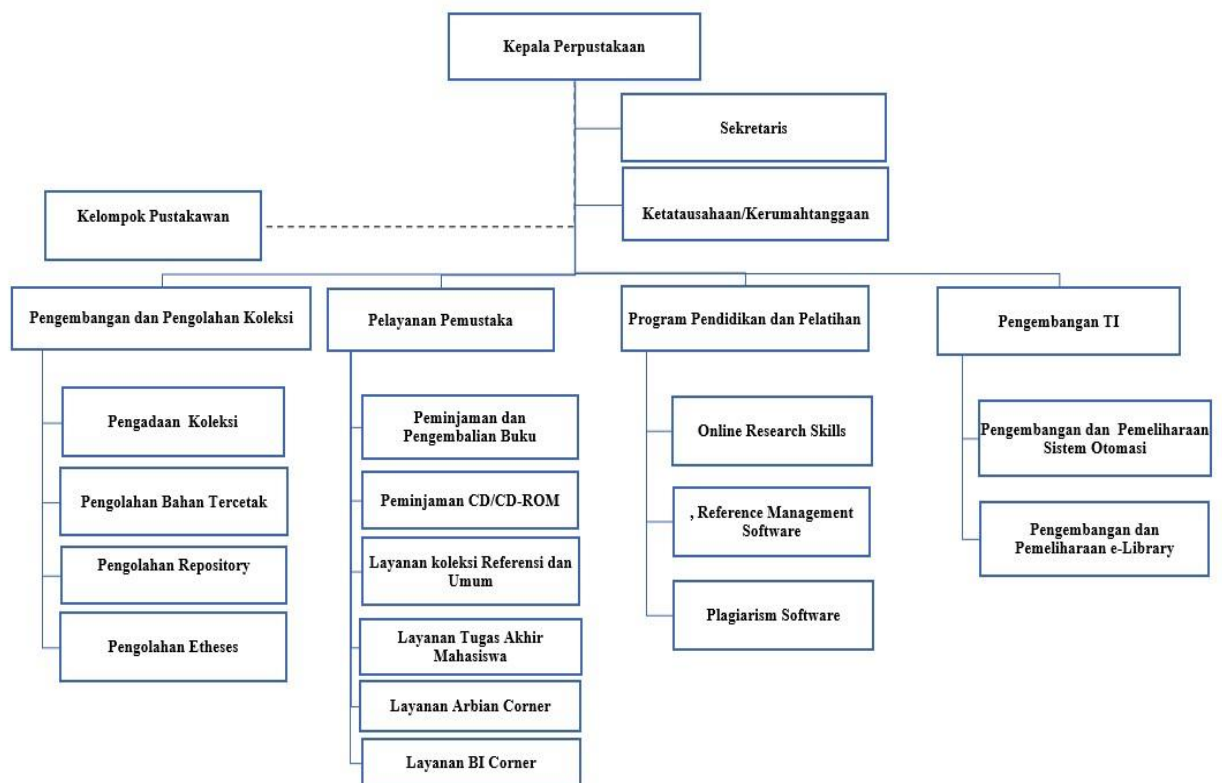 Kepala Perpustakaan
Sekretaris
Ketatausahaan/Kerumahtanggaan
Kelompok Pustakawan
Pengembangan dan Pengolahan Koleksi
Pengadaan Koleksi
Pengolahan Bahan Tercetak
Pengolahan Repository
Pengolahan Etheses
Pelayanan Pemustaka
Peminjaman dan
Pengembalian Buku
Peminjaman CD/CD-ROM
Layanan koleksi Referensi dan
Umum
Layanan Tugas Akhir
Mahasiswa
Layanan Arbian Corner
Layanan BI Corner
Program Pendidikan dan Pelatihan
Online Research Skills
, Reference Management
Software
Plagiarism Software
Pengembangan TI
Pengembangan dan Pemeliharaan
Sistem Otomasi
Pengembangan dan
Pemeliharaan e-Library